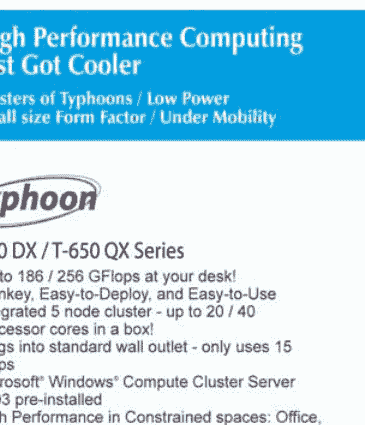 gh Performance Computing
st Got Cooler
sters of Typhoons / Low Power
all size Form Factor / Under Mobility
phoon
0 DX / T-650 QX Series
to 186 / 256 GFlops at your desk!
nkey, Easy-to-Deploy, and Easy-to-Use
grated 5 node cluster - up to 20 / 40
cessor cores in a box!
gs into standard wall outlet - only uses 15
ps
rosoft® Windows® Compute Cluster Server
03 pre-installed
h Performance in Constrained spaces: Office,